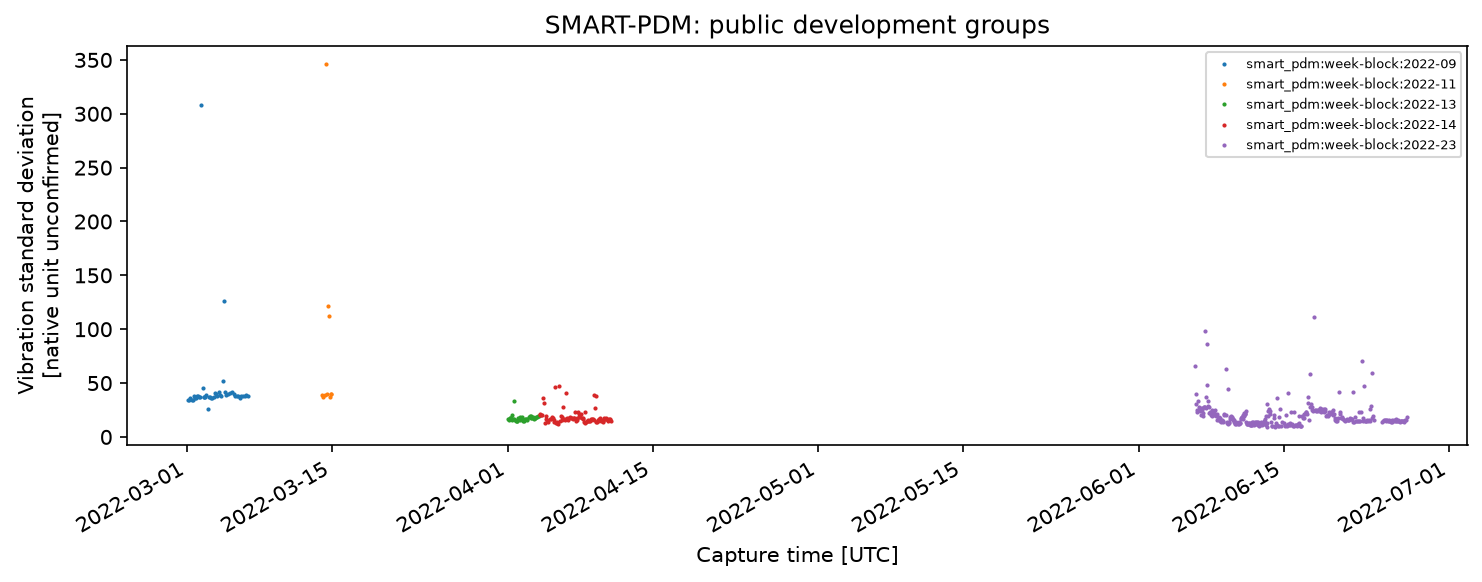 SMART-PDM: public development groups
Vibration standard deviation
[native unit unconfirmed]
350
300
250
200
150
100
50
0
smart_pdm:week-block:2022-09
smart_pdm:week-block:2022-11
smart_pdm:week-block:2022-13
smart_pdm:week-block:2022-14
smart_pdm:week-block:2022-23
2022-03-01
2022-03-15
2022-04-01
2022-04-15
2022-05-01
2022-05-15
2022-06-01
2022-06-15
2022-07-01
Capture time [UTC]